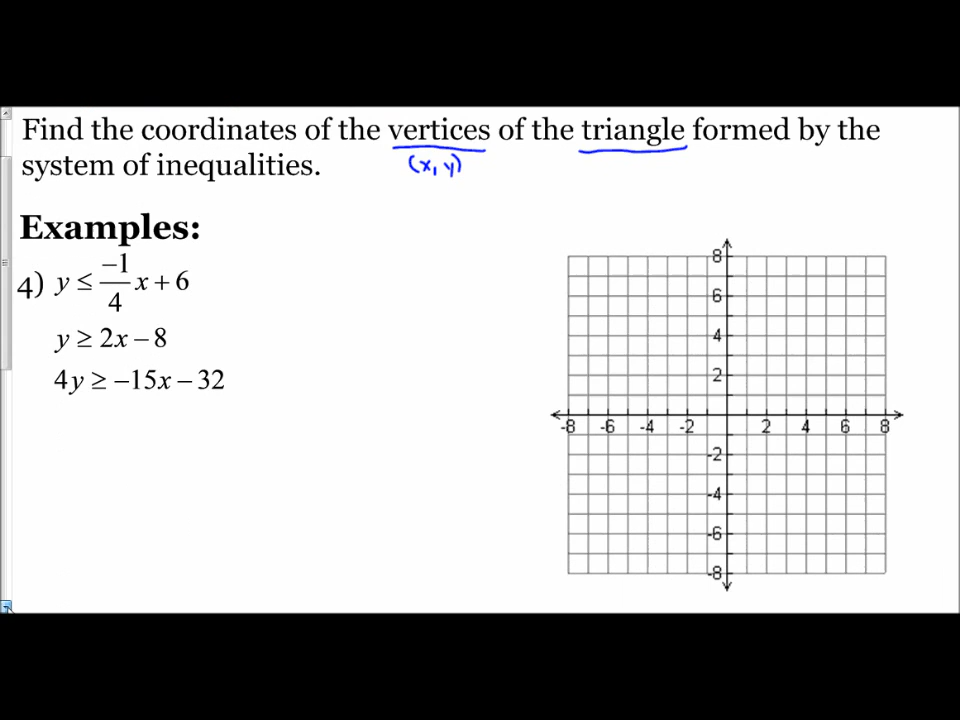 Find the coordinates of the vertices of the triangle formed by the
system of inequalities.
(x, y)
Examples:
4) y ≤ −1/4 x + 6
y ≥ 2x − 8
4y ≥ −15x − 32
8
6
4
2
-8 -6 -4 -2 2 4 6 8
-2
-4
-6
-8